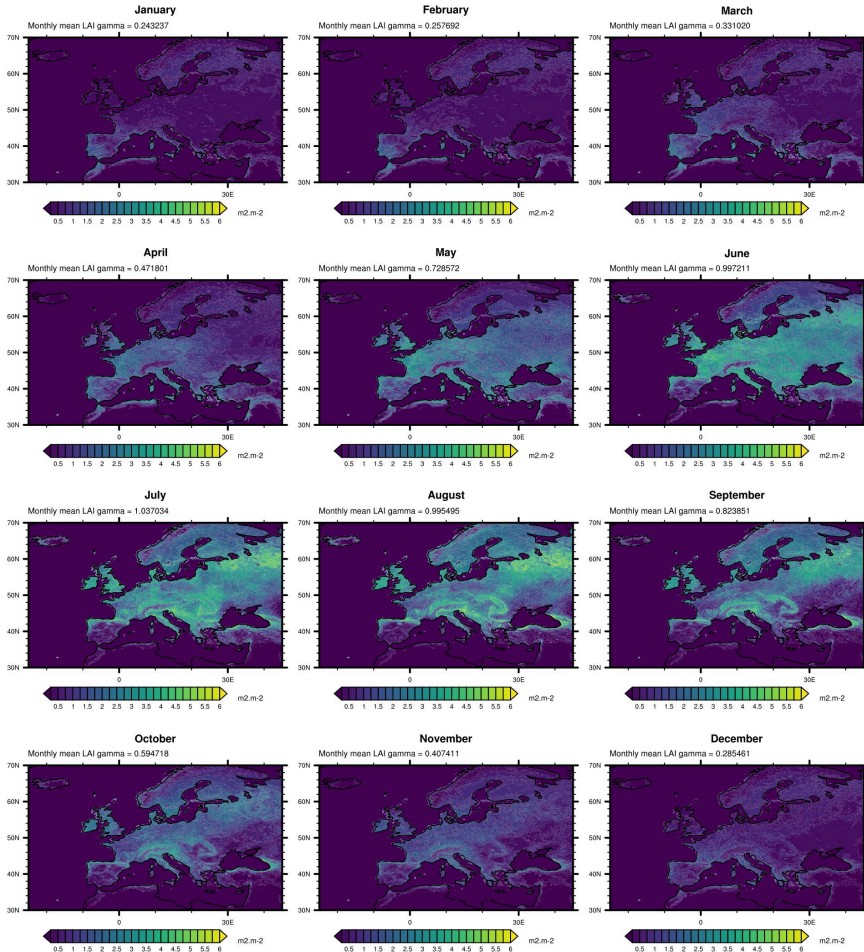 January
Monthly mean LAI gamma = 0.243237
70N
60N
50N
40N
30N
0
30E
0.5 1 1.5 2 2.5 3 3.5 4 4.5 5 5.5 6 m2.m-2
February
Monthly mean LAI gamma = 0.257692
70N
60N
50N
40N
30N
0
30E
0.5 1 1.5 2 2.5 3 3.5 4 4.5 5 5.5 6 m2.m-2
March
Monthly mean LAI gamma = 0.331020
70N
60N
50N
40N
30N
0
30E
0.5 1 1.5 2 2.5 3 3.5 4 4.5 5 5.5 6 m2.m-2
April
Monthly mean LAI gamma = 0.471801
70N
60N
50N
40N
30N
0
30E
0.5 1 1.5 2 2.5 3 3.5 4 4.5 5 5.5 6 m2.m-2
May
Monthly mean LAI gamma = 0.728572
70N
60N
50N
40N
30N
0
30E
0.5 1 1.5 2 2.5 3 3.5 4 4.5 5 5.5 6 m2.m-2
June
Monthly mean LAI gamma = 0.997211
70N
60N
50N
40N
30N
0
30E
0.5 1 1.5 2 2.5 3 3.5 4 4.5 5 5.5 6 m2.m-2
July
Monthly mean LAI gamma = 1.037034
70N
60N
50N
40N
30N
0
30E
0.5 1 1.5 2 2.5 3 3.5 4 4.5 5 5.5 6 m2.m-2
August
Monthly mean LAI gamma = 0.995495
70N
60N
50N
40N
30N
0
30E
0.5 1 1.5 2 2.5 3 3.5 4 4.5 5 5.5 6 m2.m-2
September
Monthly mean LAI gamma = 0.823851
70N
60N
50N
40N
30N
0
30E
0.5 1 1.5 2 2.5 3 3.5 4 4.5 5 5.5 6 m2.m-2
October
Monthly mean LAI gamma = 0.594718
70N
60N
50N
40N
30N
0
30E
0.5 1 1.5 2 2.5 3 3.5 4 4.5 5 5.5 6 m2.m-2
November
Monthly mean LAI gamma = 0.407411
70N
60N
50N
40N
30N
0
30E
0.5 1 1.5 2 2.5 3 3.5 4 4.5 5 5.5 6 m2.m-2
December
Monthly mean LAI gamma = 0.285461
70N
60N
50N
40N
30N
0
30E
0.5 1 1.5 2 2.5 3 3.5 4 4.5 5 5.5 6 m2.m-2